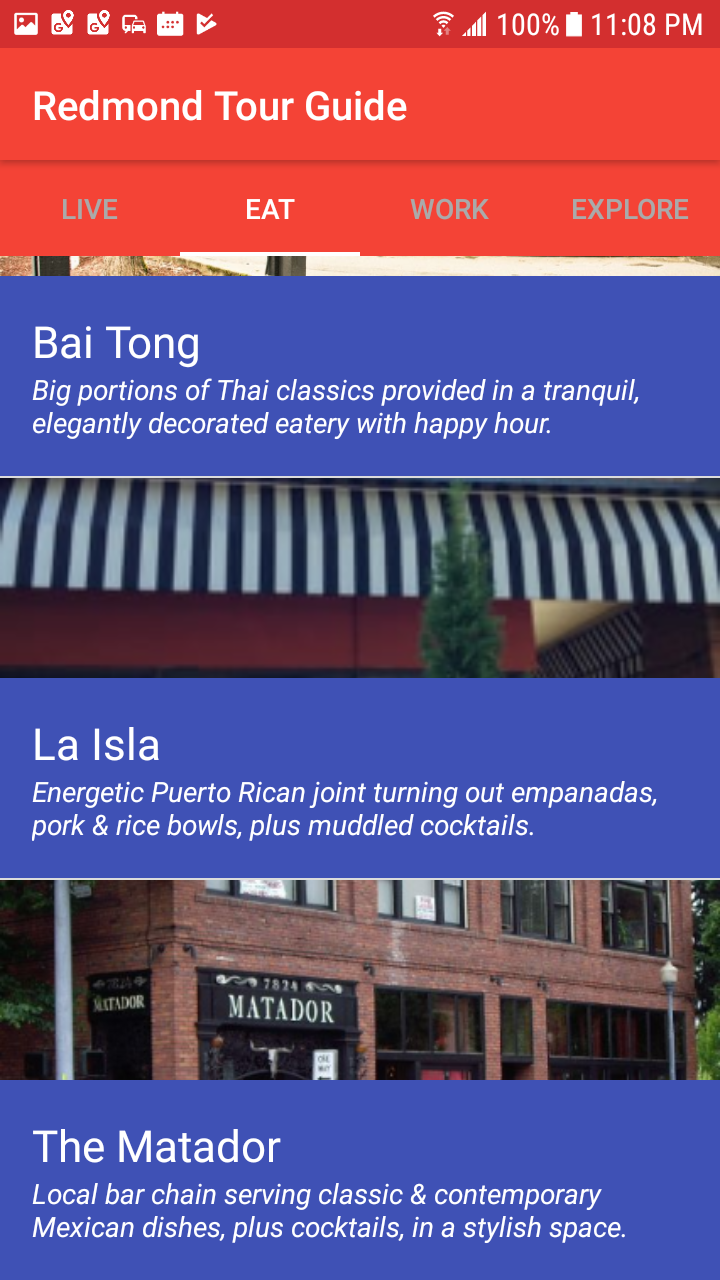 100% 11:08 PM
Redmond Tour Guide
LIVE EAT WORK EXPLORE
Bai Tong
Big portions of Thai classics provided in a tranquil,
elegantly decorated eatery with happy hour.
La Isla
Energetic Puerto Rican joint turning out empanadas,
pork & rice bowls, plus muddled cocktails.
7824
MATADOR
7824
MATADOR
ONE
WAY
The Matador
Local bar chain serving classic & contemporary
Mexican dishes, plus cocktails, in a stylish space.